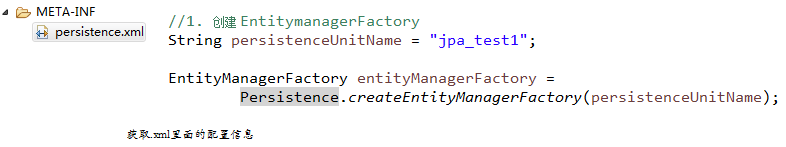 META-INF
persistence.xml
//1. 创建 EntitymanagerFactory
String persistenceUnitName = "jpa_test1";
EntityManagerFactory entityManagerFactory =
Persistence.createEntityManagerFactory(persistenceUnitName);
获取.xml里面的配置信息